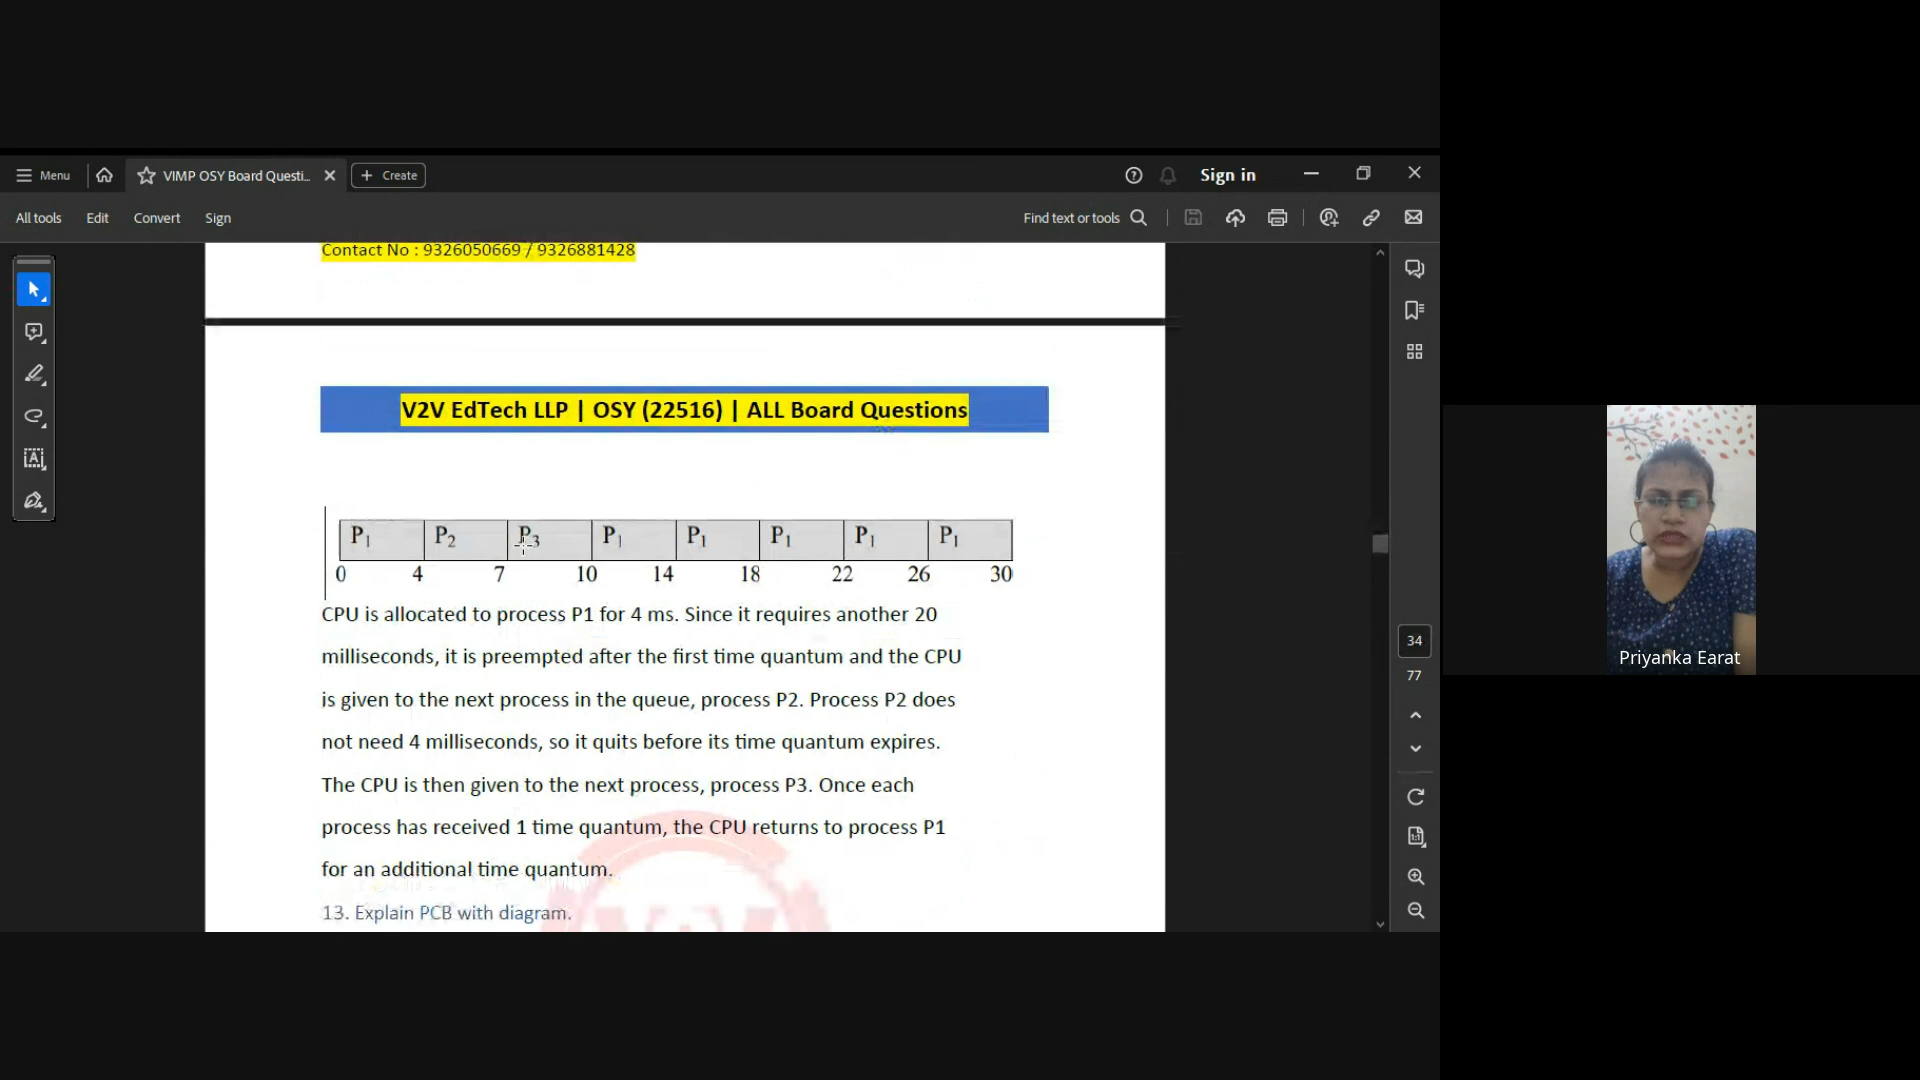 Menu
VIMP OSY Board Questi...
Create
Sign in
All tools
Edit
Convert
Sign
Find text or tools
Contact No : 9326050669 / 9326881428
V2V EdTech LLP | OSY (22516) | ALL Board Questions
P1 P2 P3 P1 P1 P1 P1 P1
0 4 7 10 14 18 22 26 30
CPU is allocated to process P1 for 4 ms. Since it requires another 20
milliseconds, it is preempted after the first time quantum and the CPU
is given to the next process in the queue, process P2. Process P2 does
not need 4 milliseconds, so it quits before its time quantum expires.
The CPU is then given to the next process, process P3. Once each
process has received 1 time quantum, the CPU returns to process P1
for an additional time quantum.
13. Explain PCB with diagram.
34
77
Priyanka Earat